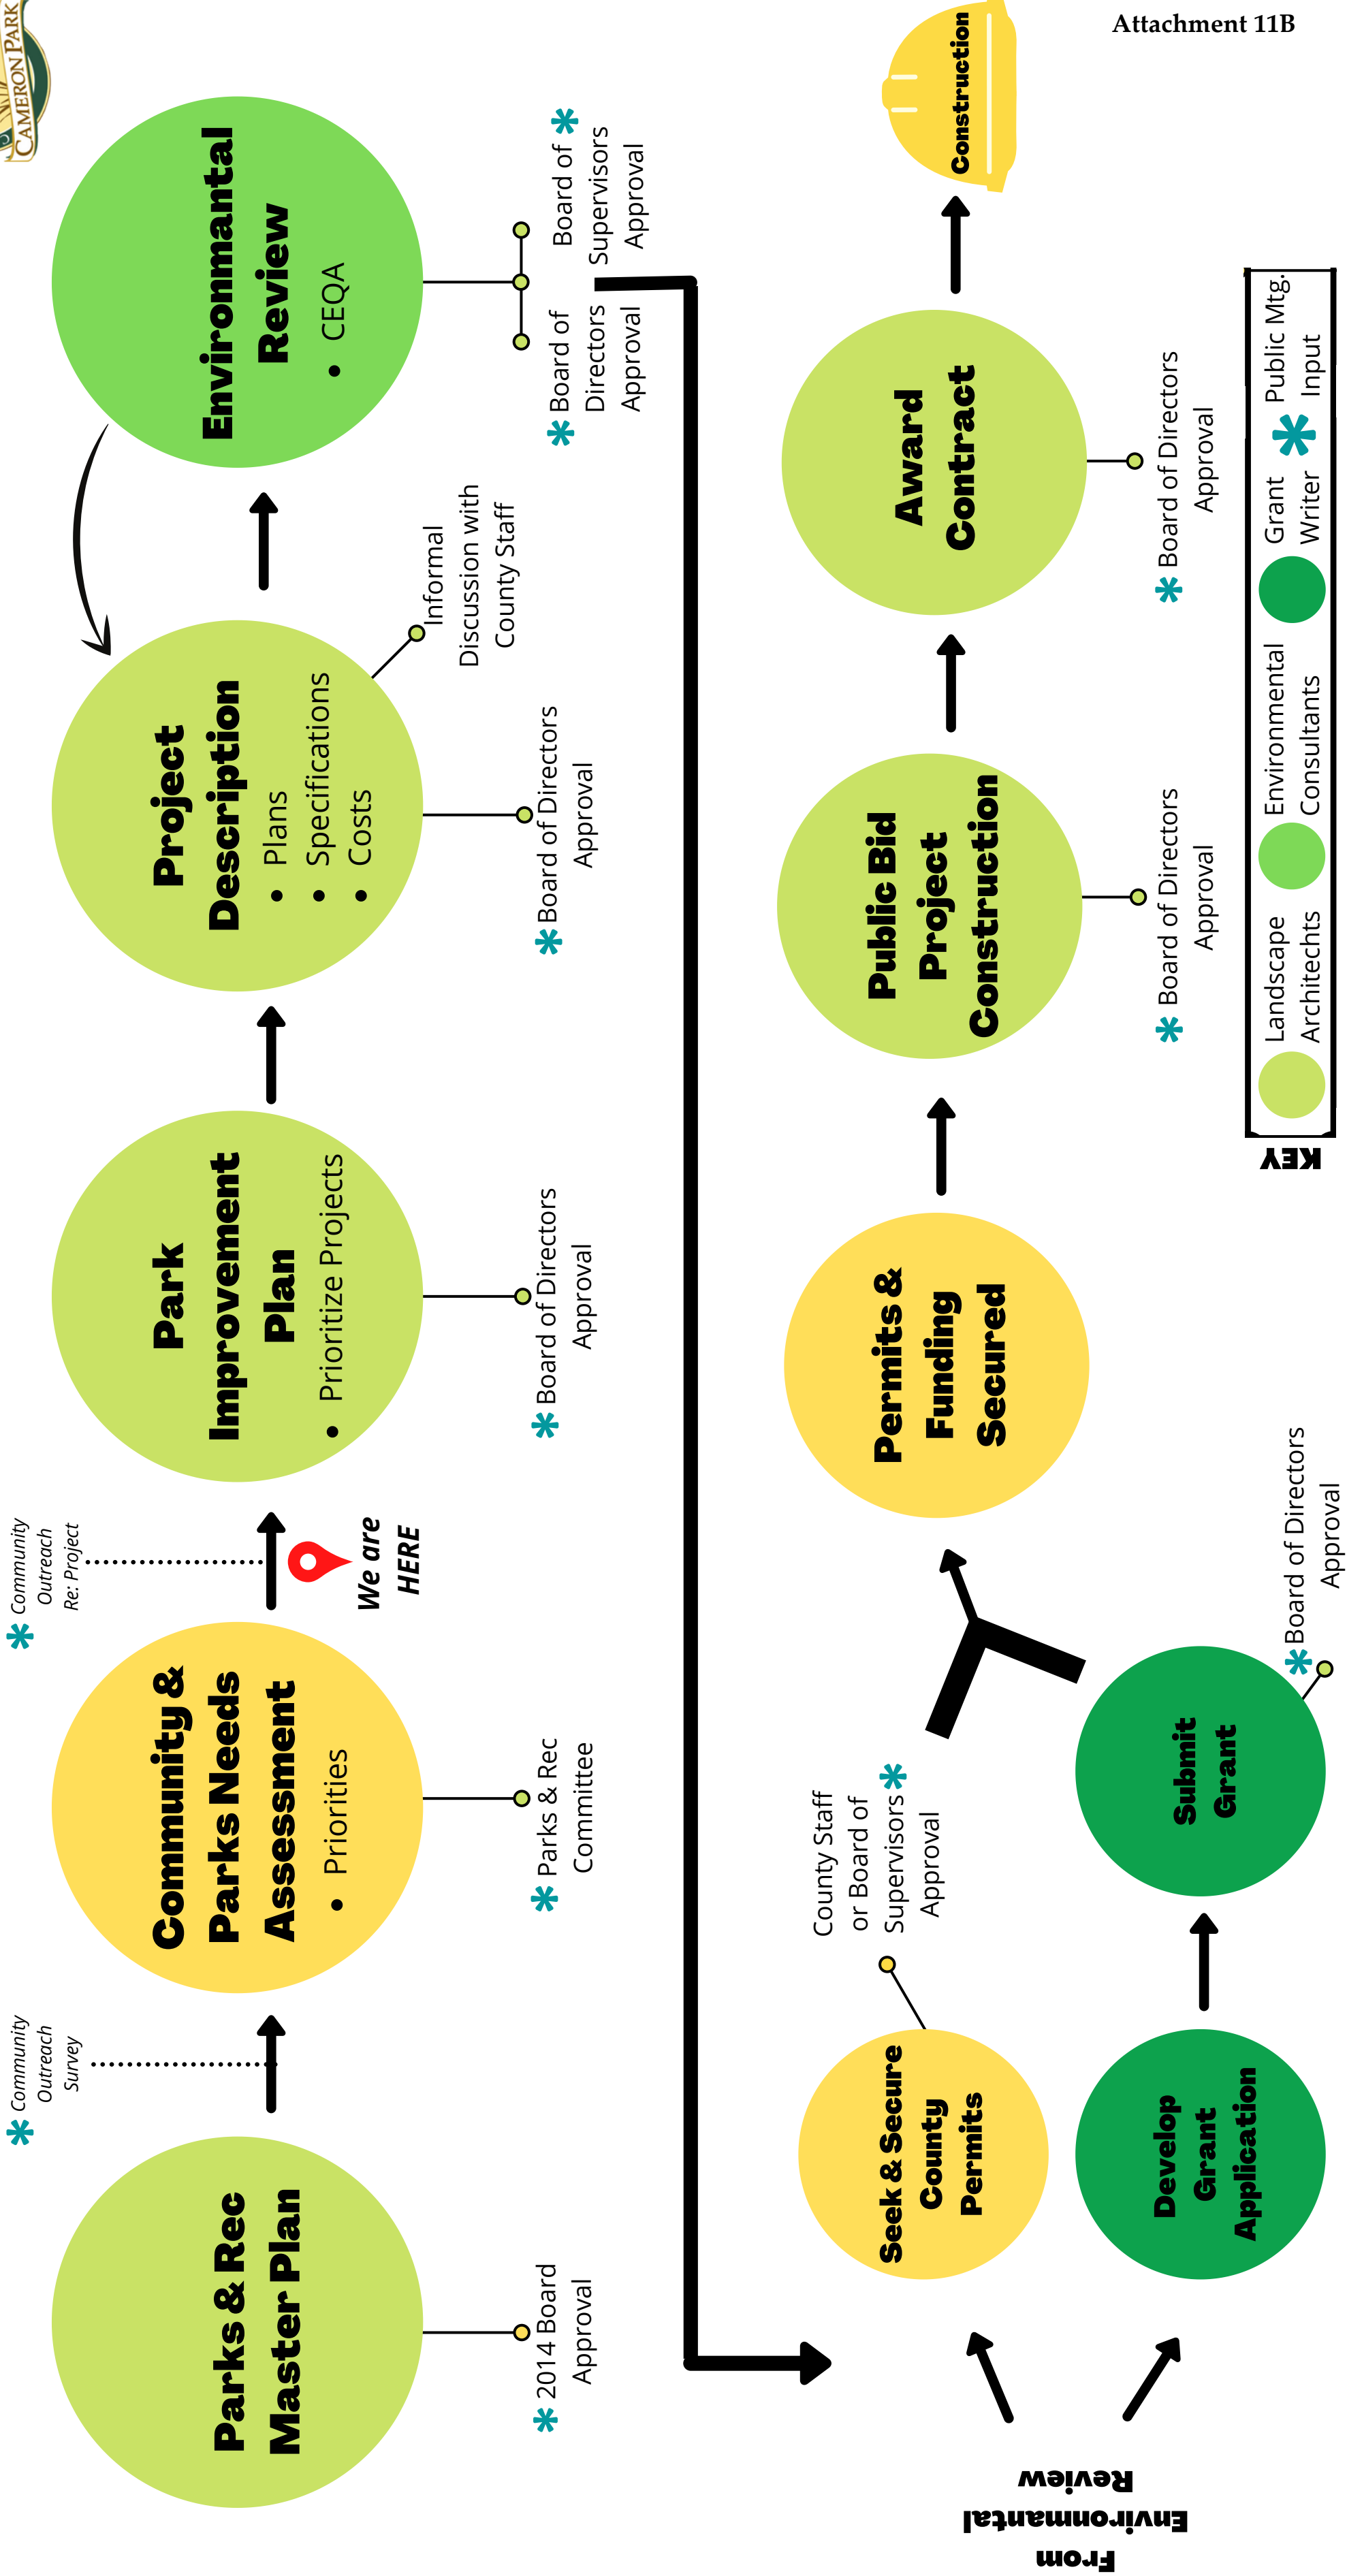 CAMERON PARK
Attachment 11B
* Community
Outreach
Survey
* Community
Outreach
Re: Project
Parks & Rec
Master Plan
* 2014 Board
Approval
Community &
Parks Needs
Assessment
• Priorities
* Parks & Rec
Committee
We are
HERE
Park
Improvement
Plan
• Prioritize Projects
* Board of Directors
Approval
Project
Description
• Plans
• Specifications
• Costs
* Board of Directors
Approval
Informal
Discussion with
County Staff
Environmantal
Review
• CEQA
* Board of
Directors
Approval
Board of *
Supervisors
Approval
From
Environmantal
Review
Seek & Secure
County
Permits
County Staff
or Board of
Supervisors *
Approval
Develop
Grant
Application
Submit
Grant
* Board of Directors
Approval
Permits &
Funding
Secured
Public Bid
Project
Construction
* Board of Directors
Approval
Award
Contract
* Board of Directors
Approval
Construction
KEY
Landscape
Architechts
Environmental
Consultants
Grant
Writer
* Public Mtg.
Input